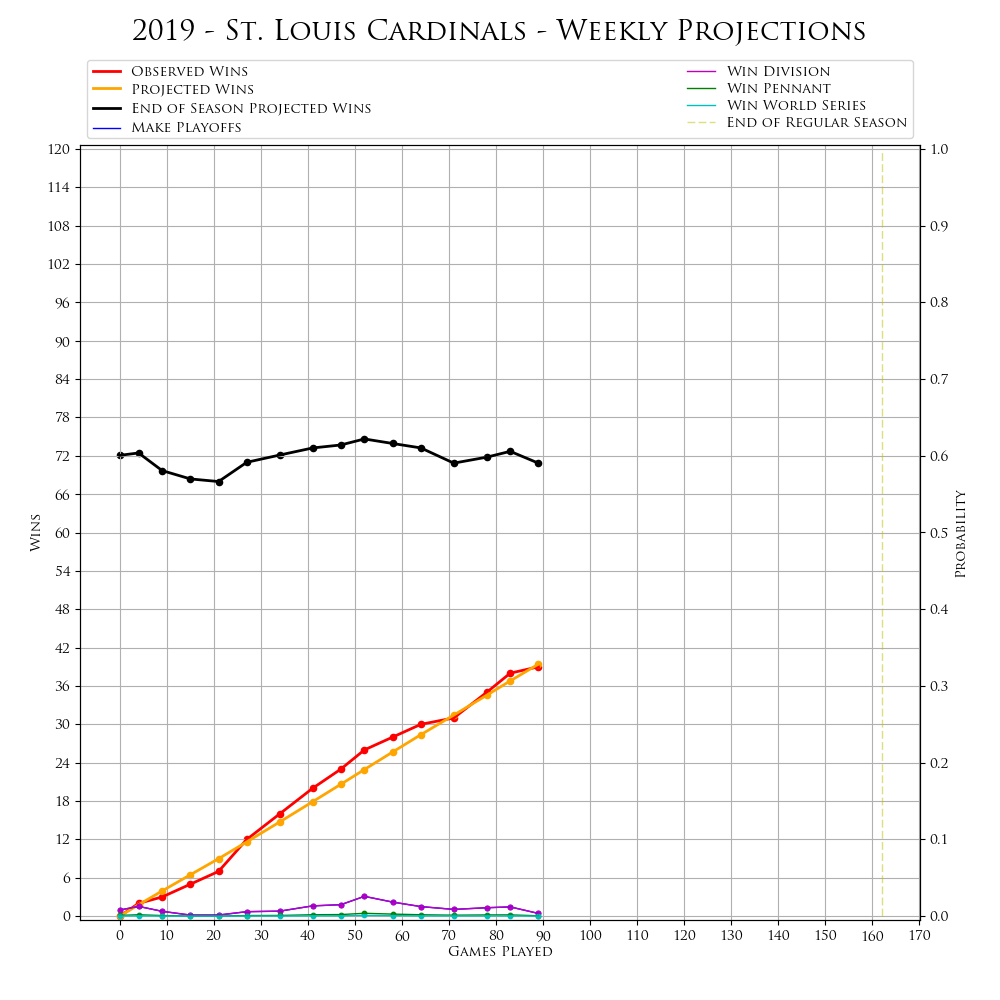 2019 - St. Louis Cardinals - Weekly Projections
Observed Wins
Projected Wins
End of Season Projected Wins
Make Playoffs
Win Division
Win Pennant
Win World Series
End of Regular Season
120
114
108
102
96
90
84
78
72
66
60
54
48
42
36
30
24
18
12
6
0
Wins
1.0
0.9
0.8
0.7
0.6
0.5
0.4
0.3
0.2
0.1
0.0
Probability
0 10 20 30 40 50 60 70 80 90 100 110 120 130 140 150 160 170
Games Played